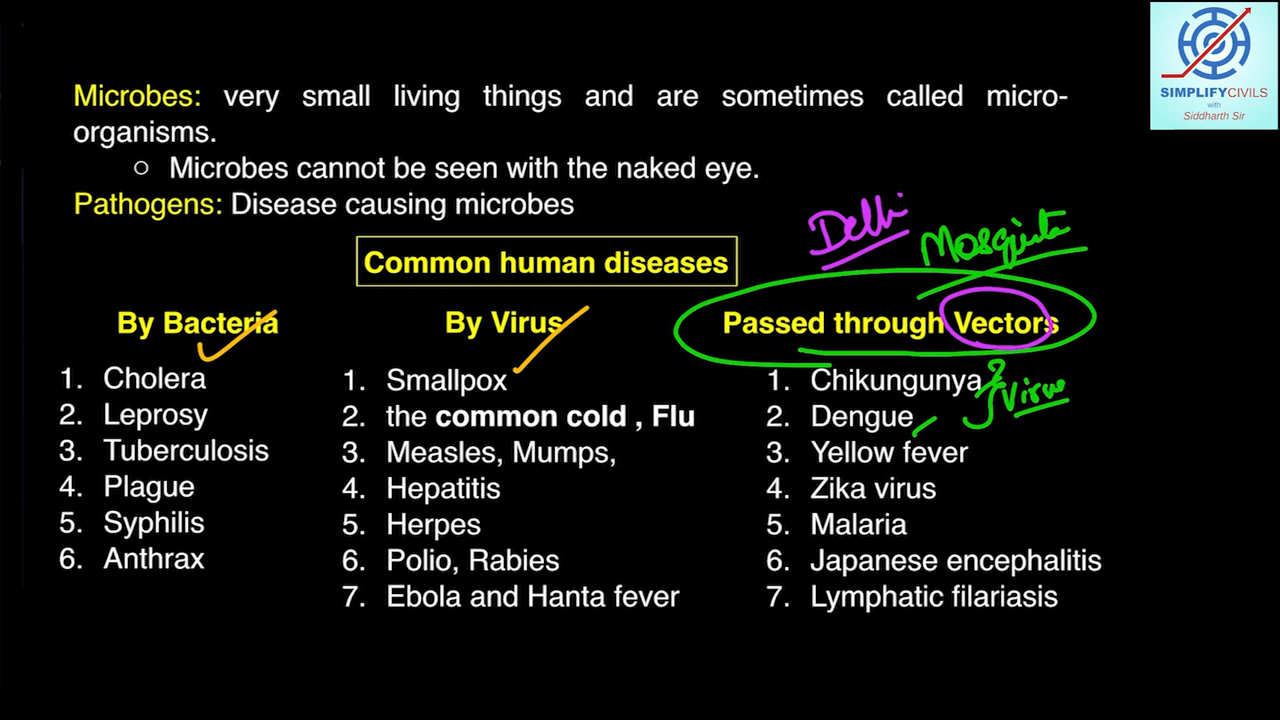 SIMPLIFYCIVILS
with
Siddharth Sir
Microbes: very small living things and are sometimes called micro-
organisms.
○ Microbes cannot be seen with the naked eye.
Pathogens: Disease causing microbes
Delhi
Mosquito
Common human diseases
By Bacteria
1. Cholera
2. Leprosy
3. Tuberculosis
4. Plague
5. Syphilis
6. Anthrax
By Virus
1. Smallpox
2. the common cold , Flu
3. Measles, Mumps,
4. Hepatitis
5. Herpes
6. Polio, Rabies
7. Ebola and Hanta fever
Passed through Vectors
1. Chikungunya
2. Dengue
Virus
3. Yellow fever
4. Zika virus
5. Malaria
6. Japanese encephalitis
7. Lymphatic filariasis